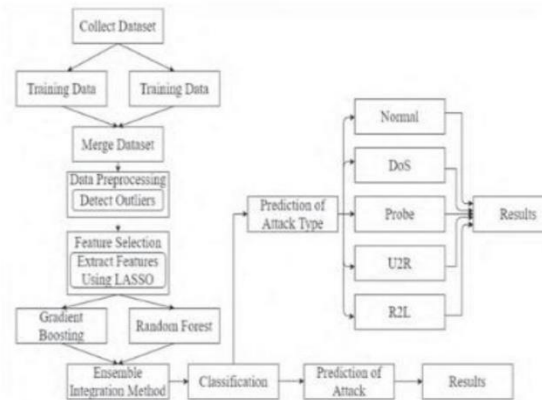 Collect Dataset
Training Data
Training Data
Merge Dataset
Data Preprocessing
Detect Outliers
Feature Selection
Extract Features
Using LASSO
Gradient
Boosting
Random Forest
Ensemble
Integration Method
Classification
Prediction of
Attack Type
Normal
DoS
Probe
U2R
R2L
Results
Prediction of
Attack
Results